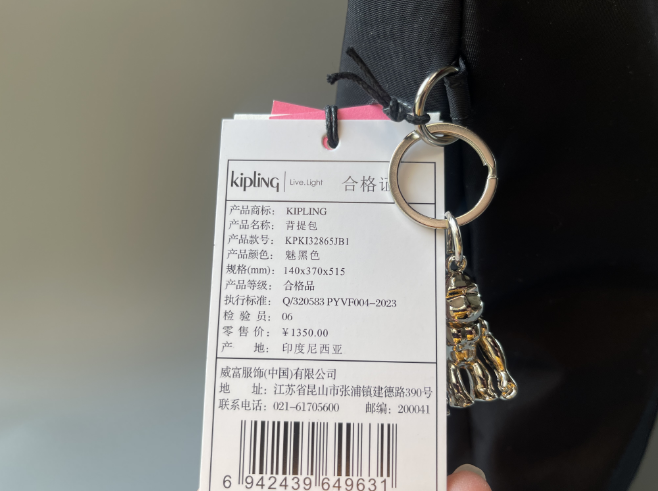 kipling Live.Light 合格证
产品商标: KIPLING
产品名称: 背提包
产品款号: KPKI32865JB1
产品颜色: 魅黑色
规格(mm): 140x370x515
产品等级: 合格品
执行标准: Q/320583 PYVF004-2023
检 验 员: 06
零 售 价: ¥1350.00
产 地: 印度尼西亚
威富服饰(中国)有限公司
地 址: 江苏省昆山市张浦镇建德路390号
联系电话: 021-61705600 邮编: 200041
6 942439 649631